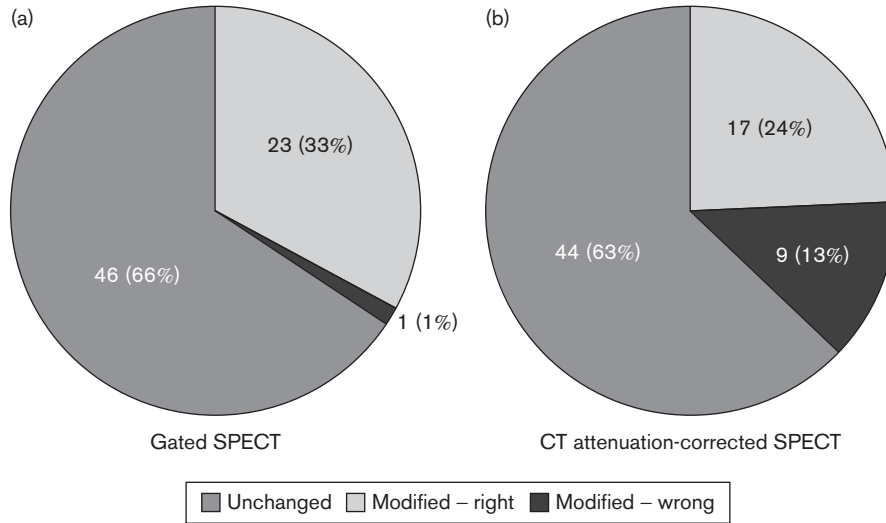 (a)
23 (33%)
46 (66%)
1 (1%)
Gated SPECT
(b)
17 (24%)
44 (63%)
9 (13%)
CT attenuation-corrected SPECT
Unchanged
Modified – right
Modified – wrong